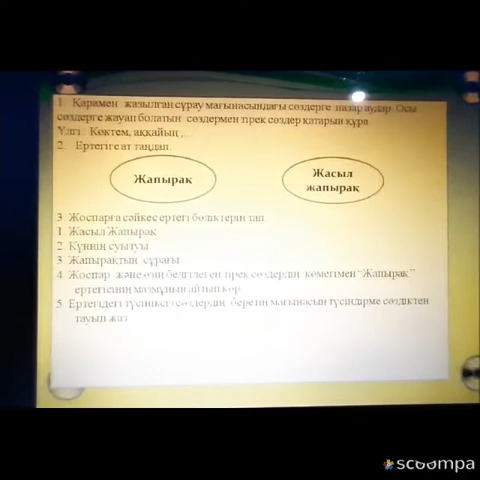 1. Қарамен жазылған сұрау мағынасындағы сөздерге назар аудар. Осы
сөздерге жауап болатын сөздермен тірек сөздер қатарын құра.
Үлгі: Көктем, аққайың ,...
2. Ертегіге ат таңдап.
Жапырақ
Жасыл
жапырақ
3. Жоспарға сәйкес ертегі бөліктерін тап.
1. Жасыл Жапырақ
2. Күннің суытуы
3. Жапырақтың сұрағы
4. Жоспар және өзің белгілеген тірек сөздердің көмегімен “Жапырақ”
ертегісінің мазмұнын айтып көр.
5. Ертегідегі түсініксіз сөздердің беретін мағынасын түсіндірме сөздіктен
тауып жаз
scoompa